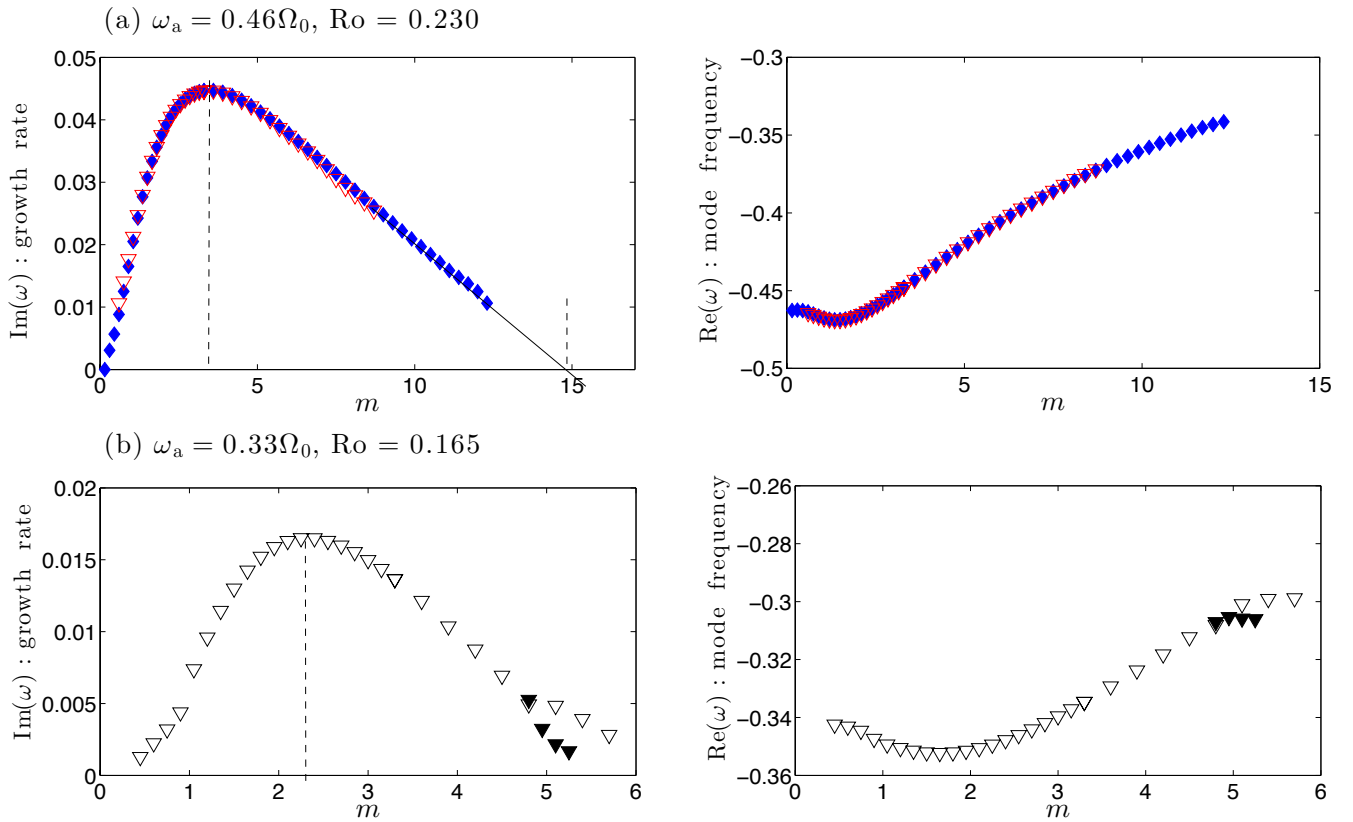 (a) ωa = 0.46Ω0, Ro = 0.230
Im(ω) : growth rate
0.05
0.04
0.03
0.02
0.01
0
0 5 10 15
m
Re(ω) : mode frequency
−0.3
−0.35
−0.4
−0.45
−0.5
0 5 10 15
m
(b) ωa = 0.33Ω0, Ro = 0.165
Im(ω) : growth rate
0.02
0.015
0.01
0.005
0
0 1 2 3 4 5 6
m
Re(ω) : mode frequency
−0.26
−0.28
−0.3
−0.32
−0.34
−0.36
0 1 2 3 4 5 6
m